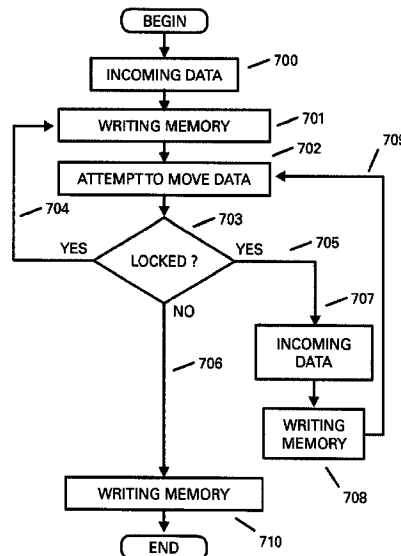 BEGIN
700
INCOMING DATA
WRITING MEMORY
701
702
709
ATTEMPT TO MOVE DATA
704
703
705
YES
LOCKED ?
YES
707
NO
706
INCOMING
DATA
WRITING
MEMORY
708
WRITING MEMORY
710
END